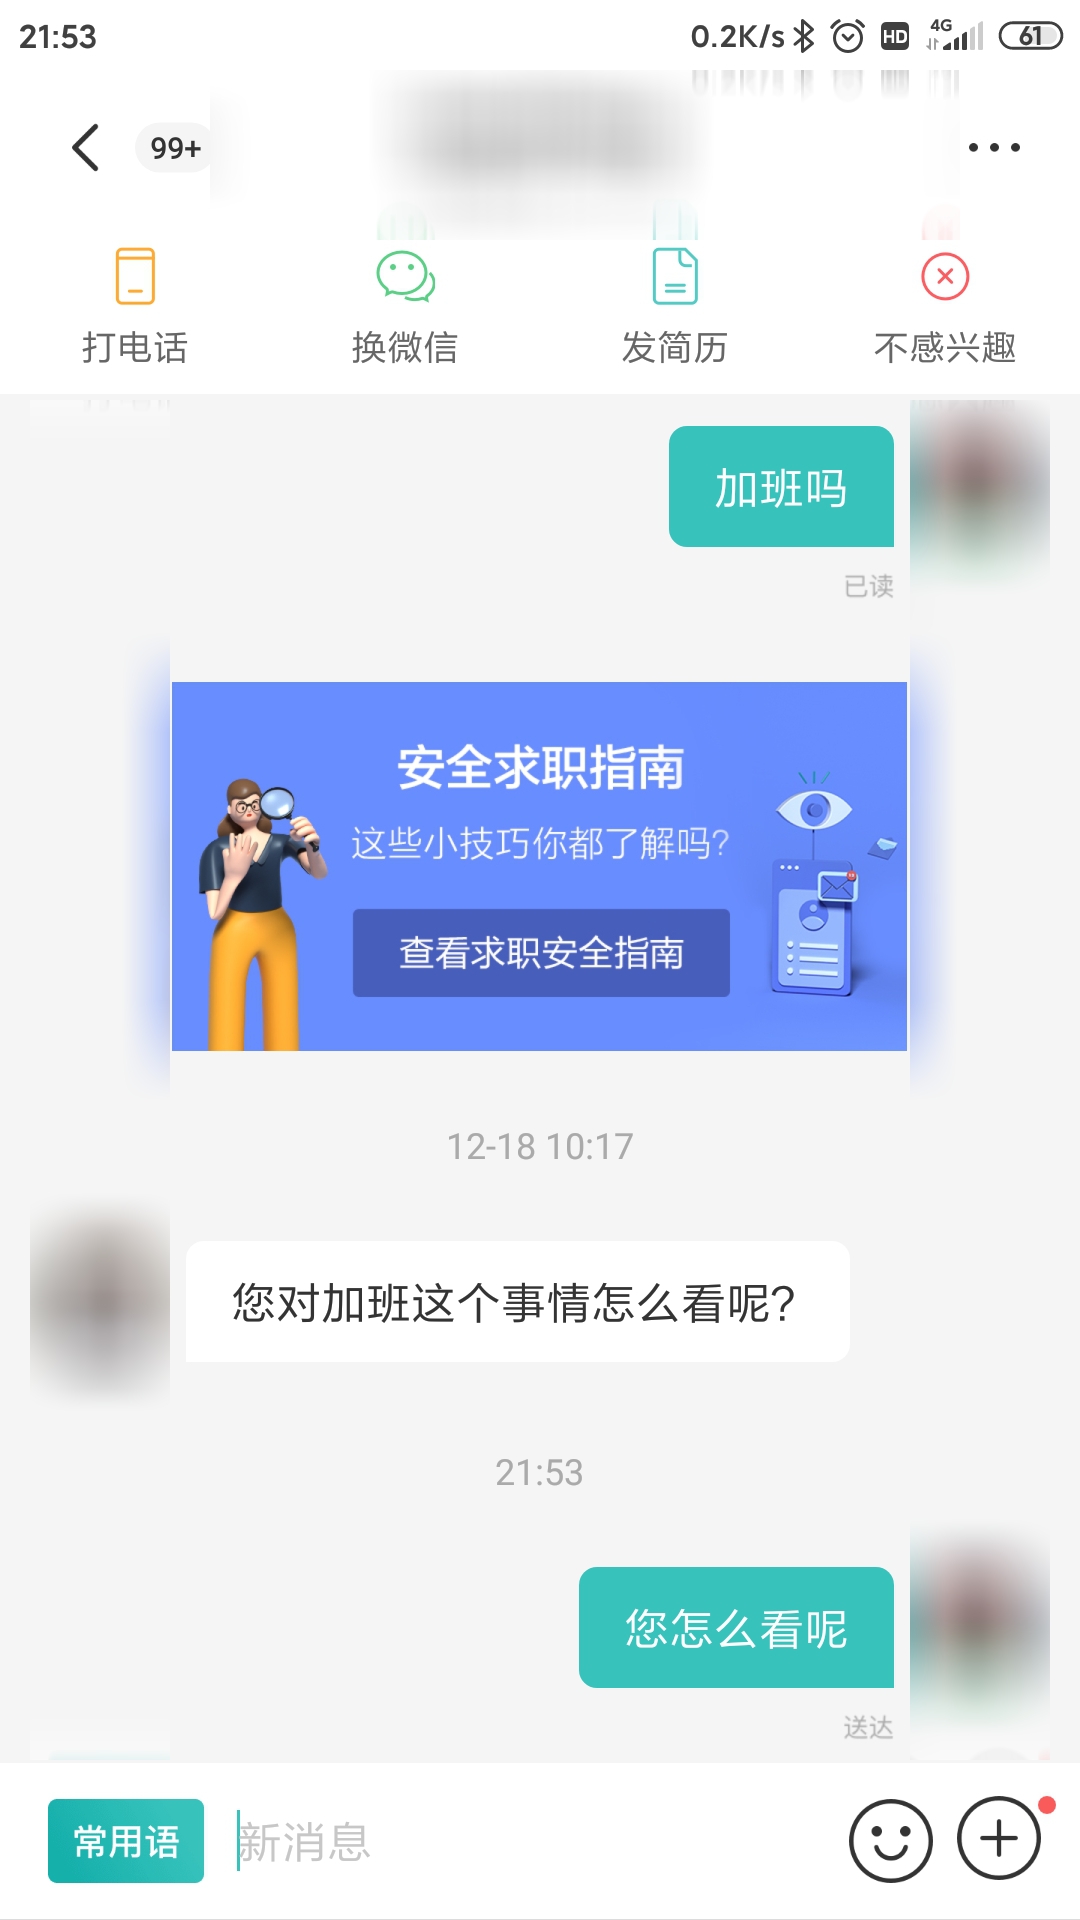 21:53
0.2K/s HD 4G 61
99+
打电话 换微信 发简历 不感兴趣
加班吗
已读
安全求职指南
这些小技巧你都了解吗?
查看求职安全指南
12-18 10:17
您对加班这个事情怎么看呢?
21:53
您怎么看呢
送达
常用语 新消息